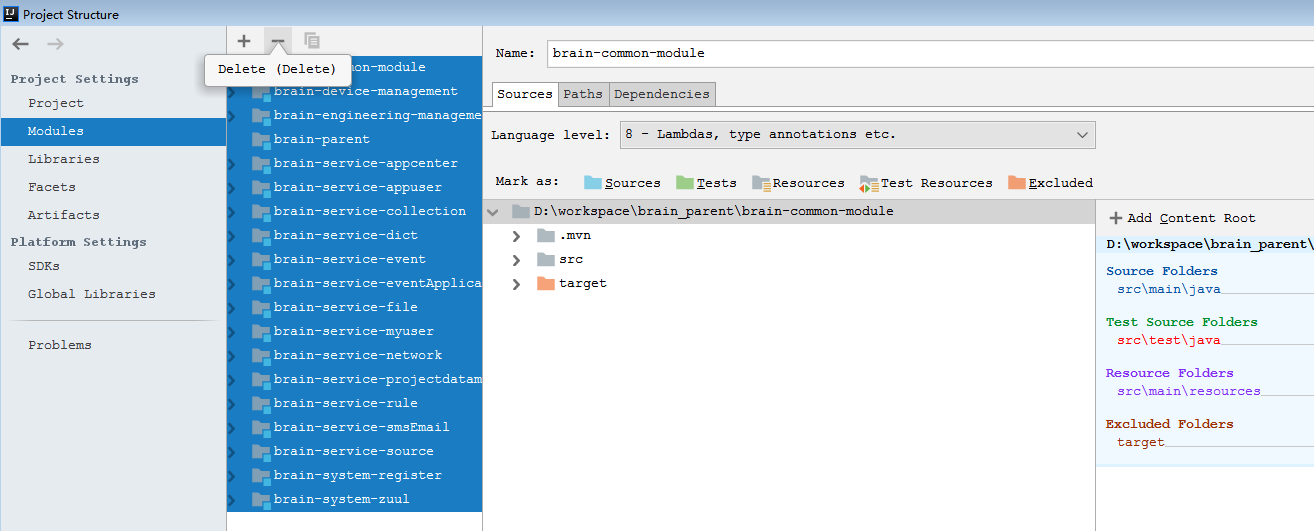 Project Structure
Project Settings
Project
Modules
Libraries
Facets
Artifacts
Platform Settings
SDKs
Global Libraries
Problems
Delete (Delete)
on-module
brain-device-management
brain-engineering-manageme
brain-parent
brain-service-appcenter
brain-service-appuser
brain-service-collection
brain-service-dict
brain-service-event
brain-service-eventApplica
brain-service-file
brain-service-myuser
brain-service-network
brain-service-projectdatam
brain-service-rule
brain-service-smsEmail
brain-service-source
brain-system-register
brain-system-zuul
Name: brain-common-module
Sources Paths Dependencies
Language level: 8 - Lambdas, type annotations etc.
Mark as: Sources Tests Resources Test Resources Excluded
D:\workspace\brain_parent\brain-common-module
.mvn
src
target
+ Add Content Root
D:\workspace\brain_parent\
Source Folders
src\main\java
Test Source Folders
src\test\java
Resource Folders
src\main\resources
Excluded Folders
target